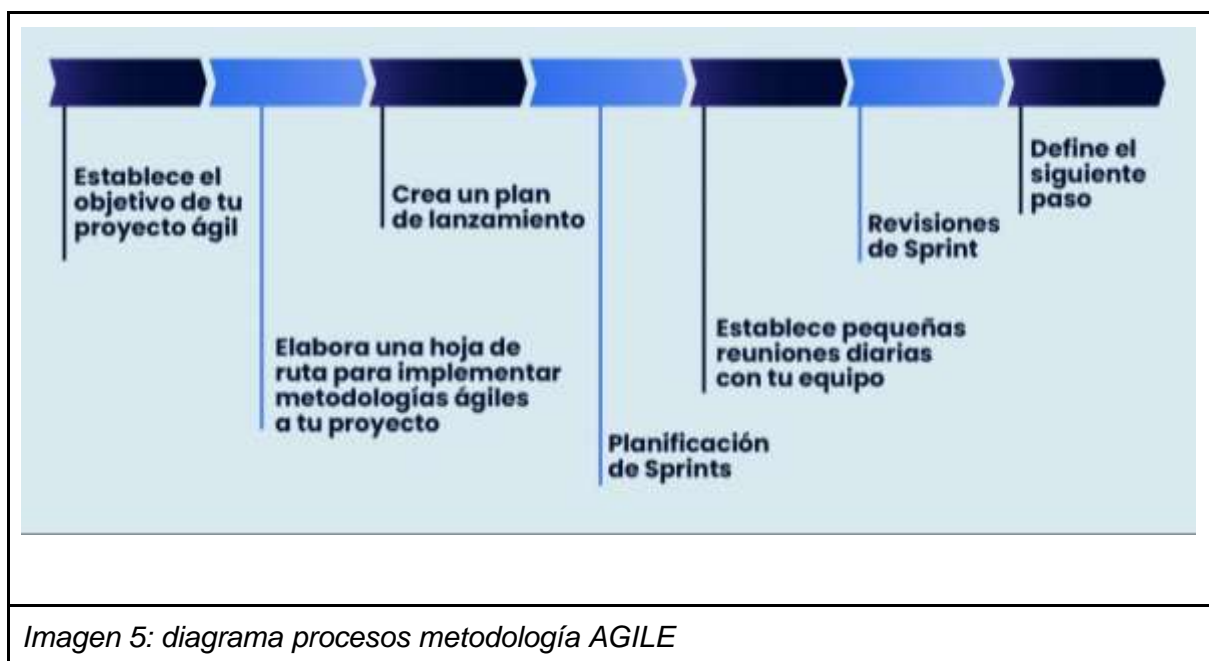 Establece el
objetivo de tu
proyecto ágil
Elabora una hoja de
ruta para implementar
metodologías ágiles
a tu proyecto
Crea un plan
de lanzamiento
Planificación
de Sprints
Establece pequeñas
reuniones diarias
con tu equipo
Revisiones
de Sprint
Define el
siguiente
paso
Imagen 5: diagrama procesos metodología AGILE